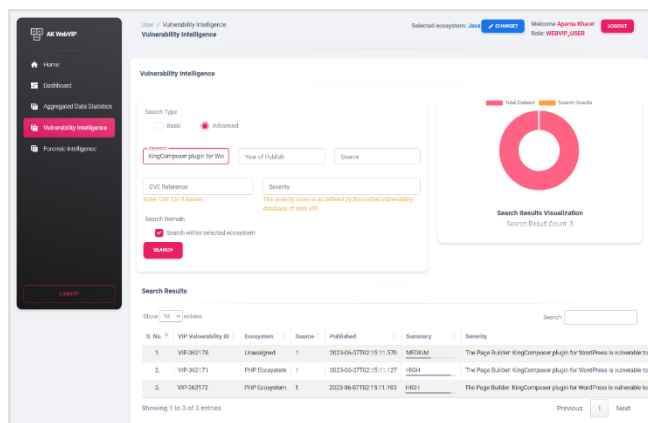 AK WebVIP
Home
Dashboard
Aggregated Data Statistics
Vulnerability Intelligence
Forensic Intelligence
LOGOUT
User / Vulnerability Intelligence
Vulnerability Intelligence
Selected ecosystem: Java
CHANGE?
Welcome Aparna Khare!
Role: WEBVIP_USER
LOGOUT
Vulnerability Intelligence
Search Type
Basic
Advanced
Keyword
KingComposer plugin for Wo
Year of Publish
Source
CVE Reference
Severity
Enter CVE IDs if known.
The severity scale is as defined by the unified vulnerability
database of Web VIP!
Search Domain
Search within selected ecosystem
SEARCH
Total Dataset
Search Results
Search Results Visualization
Search Result Count: 3
Search Results
Show 10 entries
Search:
S. No. VIP Vulnerability ID Ecosystem Source Published Summary Severity
1. VIP-362170 Unassigned 1 2023-06-07T02:15:11.570 MEDIUM The Page Builder: KingComposer plugin for WordPress is vulnerable to
2. VIP-362171 PHP Ecosystem 1 2023-06-07T02:15:11.127 HIGH The Page Builder: KingComposer plugin for WordPress is vulnerable to
3. VIP-362172 PHP Ecosystem 1 2023-06-07T02:15:11.193 HIGH The Page Builder: KingComposer plugin for WordPress is vulnerable to
Showing 1 to 3 of 3 entries
Previous 1 Next